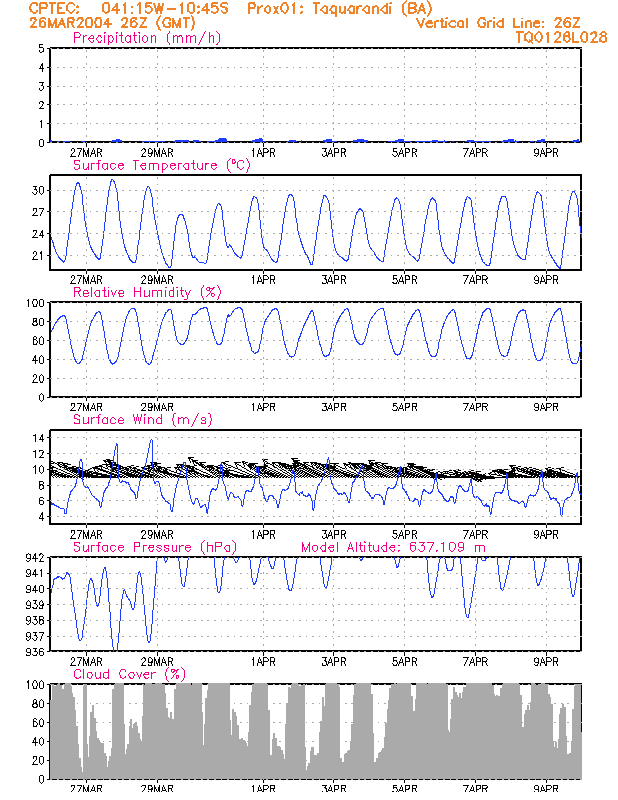 CPTEC: 041:15W-10:45S Prox01: Taquarandi (BA)
26MAR2004 26Z (GMT) Vertical Grid Line: 26Z
Precipitation (mm/h) TQ0126L028
5
4
3
2
1
0
27MAR 29MAR 1APR 3APR 5APR 7APR 9APR
Surface Temperature (°C)
30
27
24
21
27MAR 29MAR 1APR 3APR 5APR 7APR 9APR
Relative Humidity (%)
100
80
60
40
20
0
27MAR 29MAR 1APR 3APR 5APR 7APR 9APR
Surface Wind (m/s)
14
12
10
8
6
4
27MAR 29MAR 1APR 3APR 5APR 7APR 9APR
Surface Pressure (hPa) Model Altitude: 637.109 m
942
941
940
939
938
937
936
27MAR 29MAR 1APR 3APR 5APR 7APR 9APR
Cloud Cover (%)
100
80
60
40
20
0
27MAR 29MAR 1APR 3APR 5APR 7APR 9APR